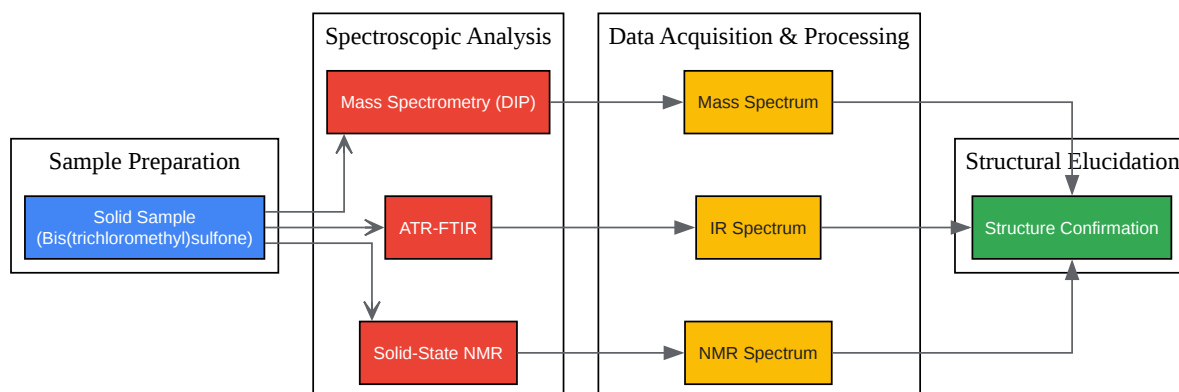 Sample Preparation
Solid Sample
(Bis(trichloromethyl)sulfone)
Spectroscopic Analysis
Mass Spectrometry (DIP)
ATR-FTIR
Solid-State NMR
Data Acquisition & Processing
Mass Spectrum
IR Spectrum
NMR Spectrum
Structural Elucidation
Structure Confirmation